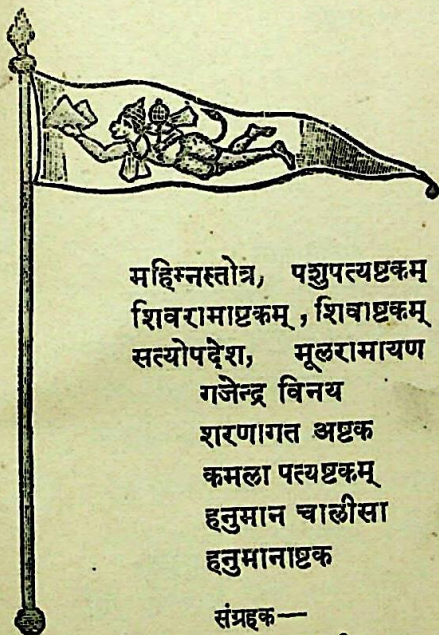 महिम्नस्तोत्र, पशुपत्यष्टकम्
शिवरामाष्टकम्, शिवाष्टकम्
सत्योपदेश, मूलरामायण
गजेन्द्र विनय
शरणागत अष्टक
कमला पत्यष्टकम्
हनुमान चालीसा
हनुमानाष्टक
संग्रहक—